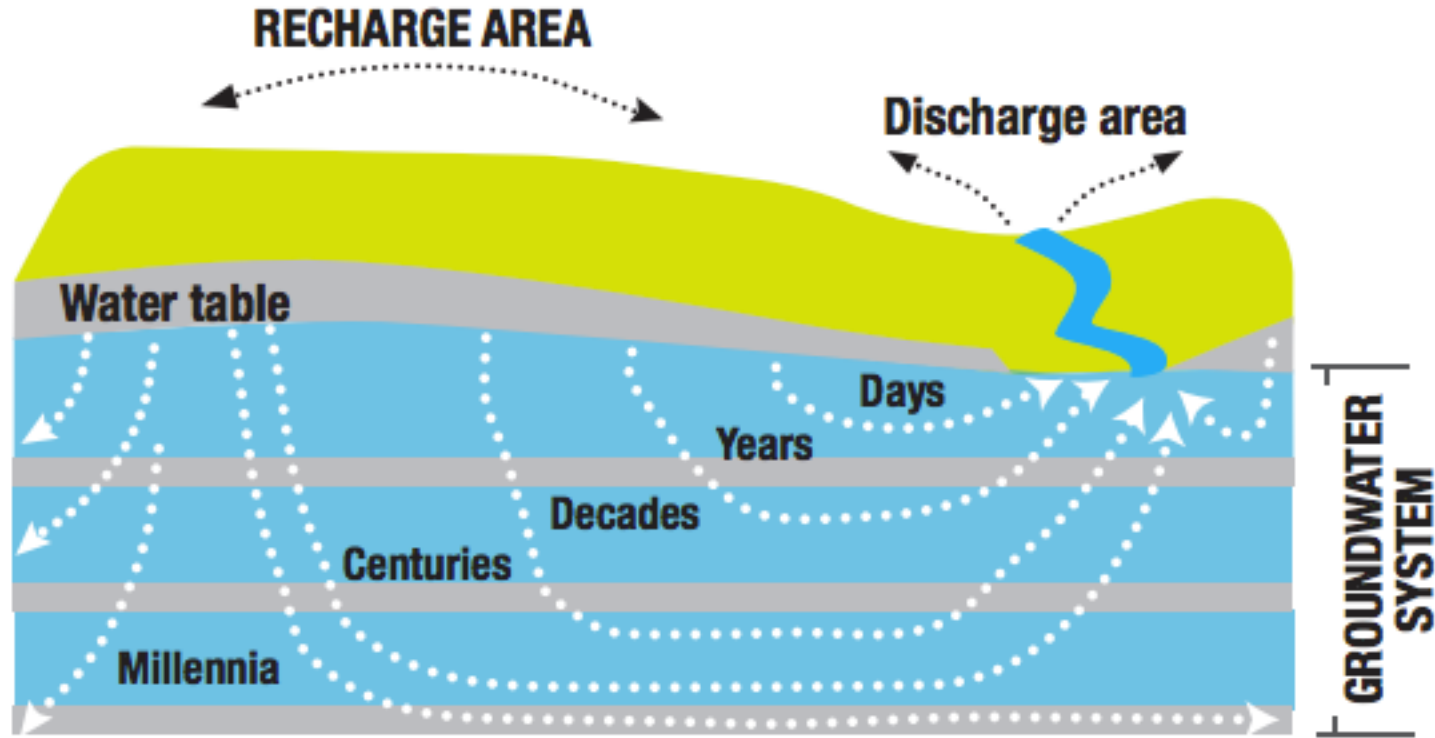 RECHARGE AREA
Discharge area
Water table
Days
Years
Decades
Centuries
Millennia
GROUNDWATER
SYSTEM